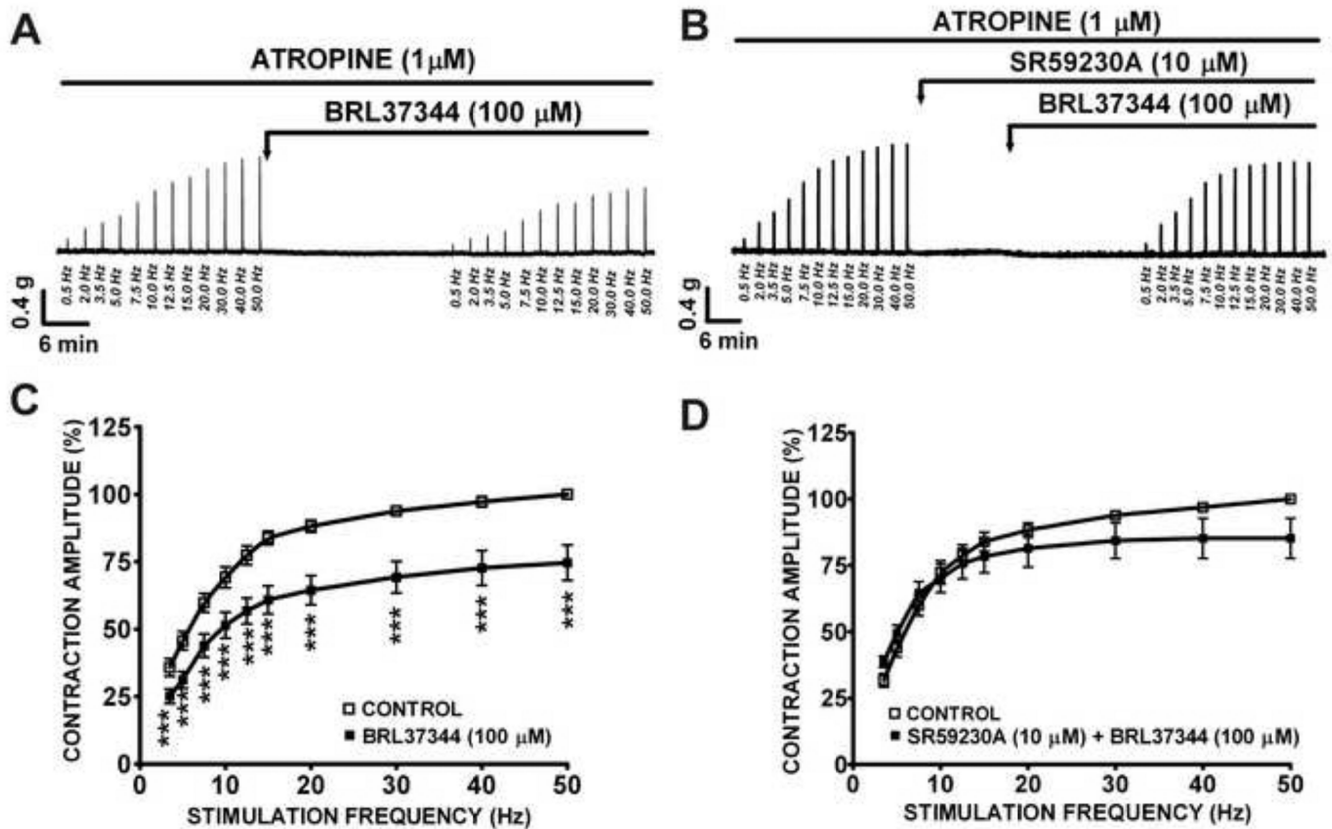 A
ATROPINE (1μM)
BRL37344 (100 μM)
0.5 Hz 2.0 Hz 3.5 Hz 5.0 Hz 7.5 Hz 10.0 Hz 12.5 Hz 15.0 Hz 20.0 Hz 30.0 Hz 40.0 Hz 50.0 Hz
0.5 Hz 2.0 Hz 3.5 Hz 5.0 Hz 7.5 Hz 10.0 Hz 12.5 Hz 15.0 Hz 20.0 Hz 30.0 Hz 40.0 Hz 50.0 Hz
0.4 g
6 min
B
ATROPINE (1 μM)
SR59230A (10 μM)
BRL37344 (100 μM)
0.5 Hz 2.0 Hz 3.5 Hz 5.0 Hz 7.5 Hz 10.0 Hz 12.5 Hz 15.0 Hz 20.0 Hz 30.0 Hz 40.0 Hz 50.0 Hz
0.5 Hz 2.0 Hz 3.5 Hz 5.0 Hz 7.5 Hz 10.0 Hz 12.5 Hz 15.0 Hz 20.0 Hz 30.0 Hz 40.0 Hz 50.0 Hz
0.4 g
6 min
C
CONTRACTION AMPLITUDE (%)
125
100
75
50
25
0
*** *** *** *** *** *** *** *** *** ***
CONTROL
BRL37344 (100 μM)
0 10 20 30 40 50
STIMULATION FREQUENCY (Hz)
D
CONTRACTION AMPLITUDE (%)
125
100
75
50
25
0
CONTROL
SR59230A (10 μM) + BRL37344 (100 μM)
0 10 20 30 40 50
STIMULATION FREQUENCY (Hz)